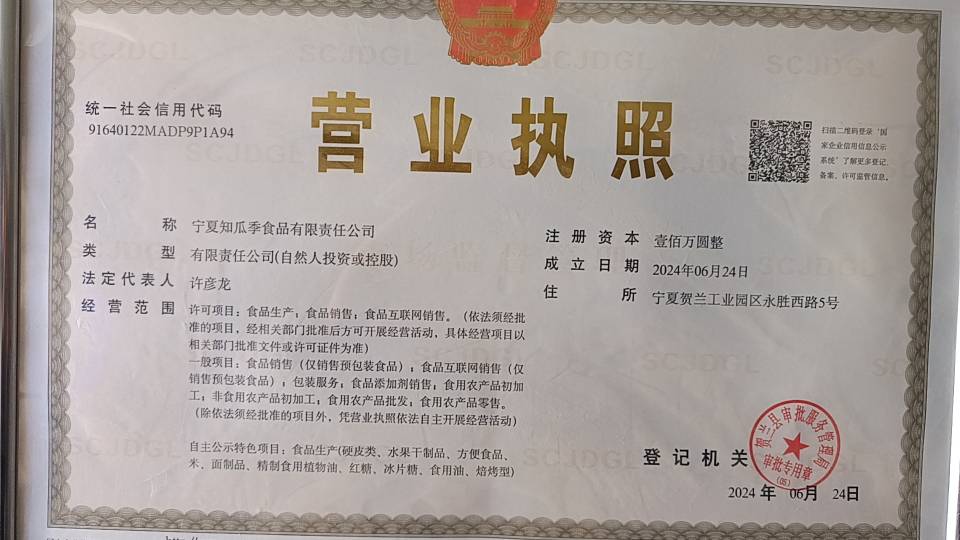 营业执照
统一社会信用代码
91640122MADP9P1A94
扫描二维码登录‘国
家企业信用信息公示
系统’了解更多登记、
备案、许可监管信息。
名称 宁夏知瓜季食品有限责任公司
类型 有限责任公司(自然人投资或控股)
法定代表人 许彦龙
经营范围 许可项目：食品生产；食品销售；食品互联网销售。（依法须经批
准的项目，经相关部门批准后方可开展经营活动，具体经营项目以
相关部门批准文件或许可证件为准）
一般项目：食品销售（仅销售预包装食品）；食品互联网销售（仅
销售预包装食品）；包装服务；食品添加剂销售；食用农产品初加
工；非食用农产品初加工；食用农产品批发；食用农产品零售。
（除依法须经批准的项目外，凭营业执照依法自主开展经营活动）
自主公示特色项目：食品生产(硬皮类、水果干制品、方便食品、
米、面制品、精制食用植物油、红糖、冰片糖、食用油、焙烤型）
注册资本 壹佰万圆整
成立日期 2024年06月24日
住所 宁夏贺兰工业园区永胜西路5号
登记机关
贺兰县审批服务管理局
审批专用章
(05)
2024年 06月 24日
SCJDGL